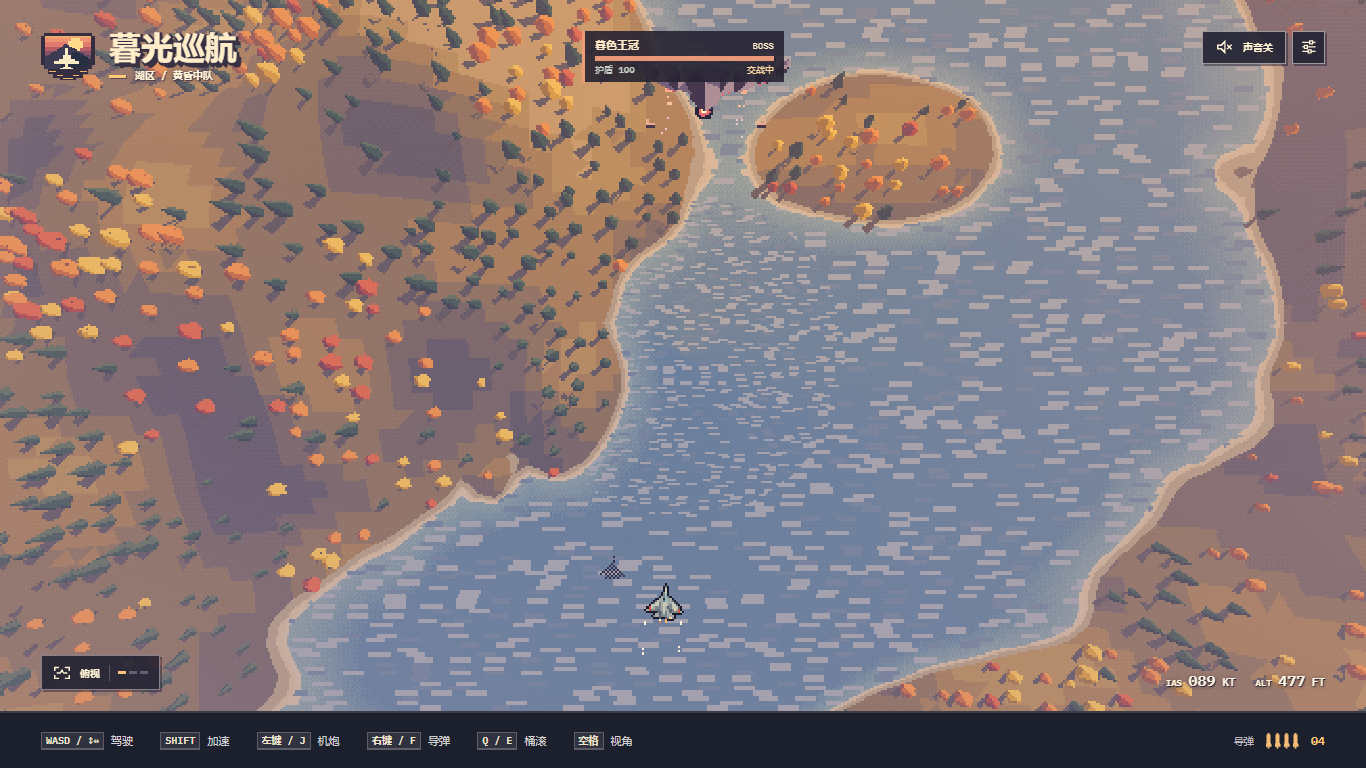 暮光巡航
湖区 / 黄昏中队
暮色王冠 BOSS
护盾 100 交战中
声音关
俯视
IAS 089 KT ALT 477 FT
WASD / ↕↔ 驾驶 SHIFT 加速 左键 / J 机炮 右键 / F 导弹 Q / E 桶滚 空格 视角
导弹 04